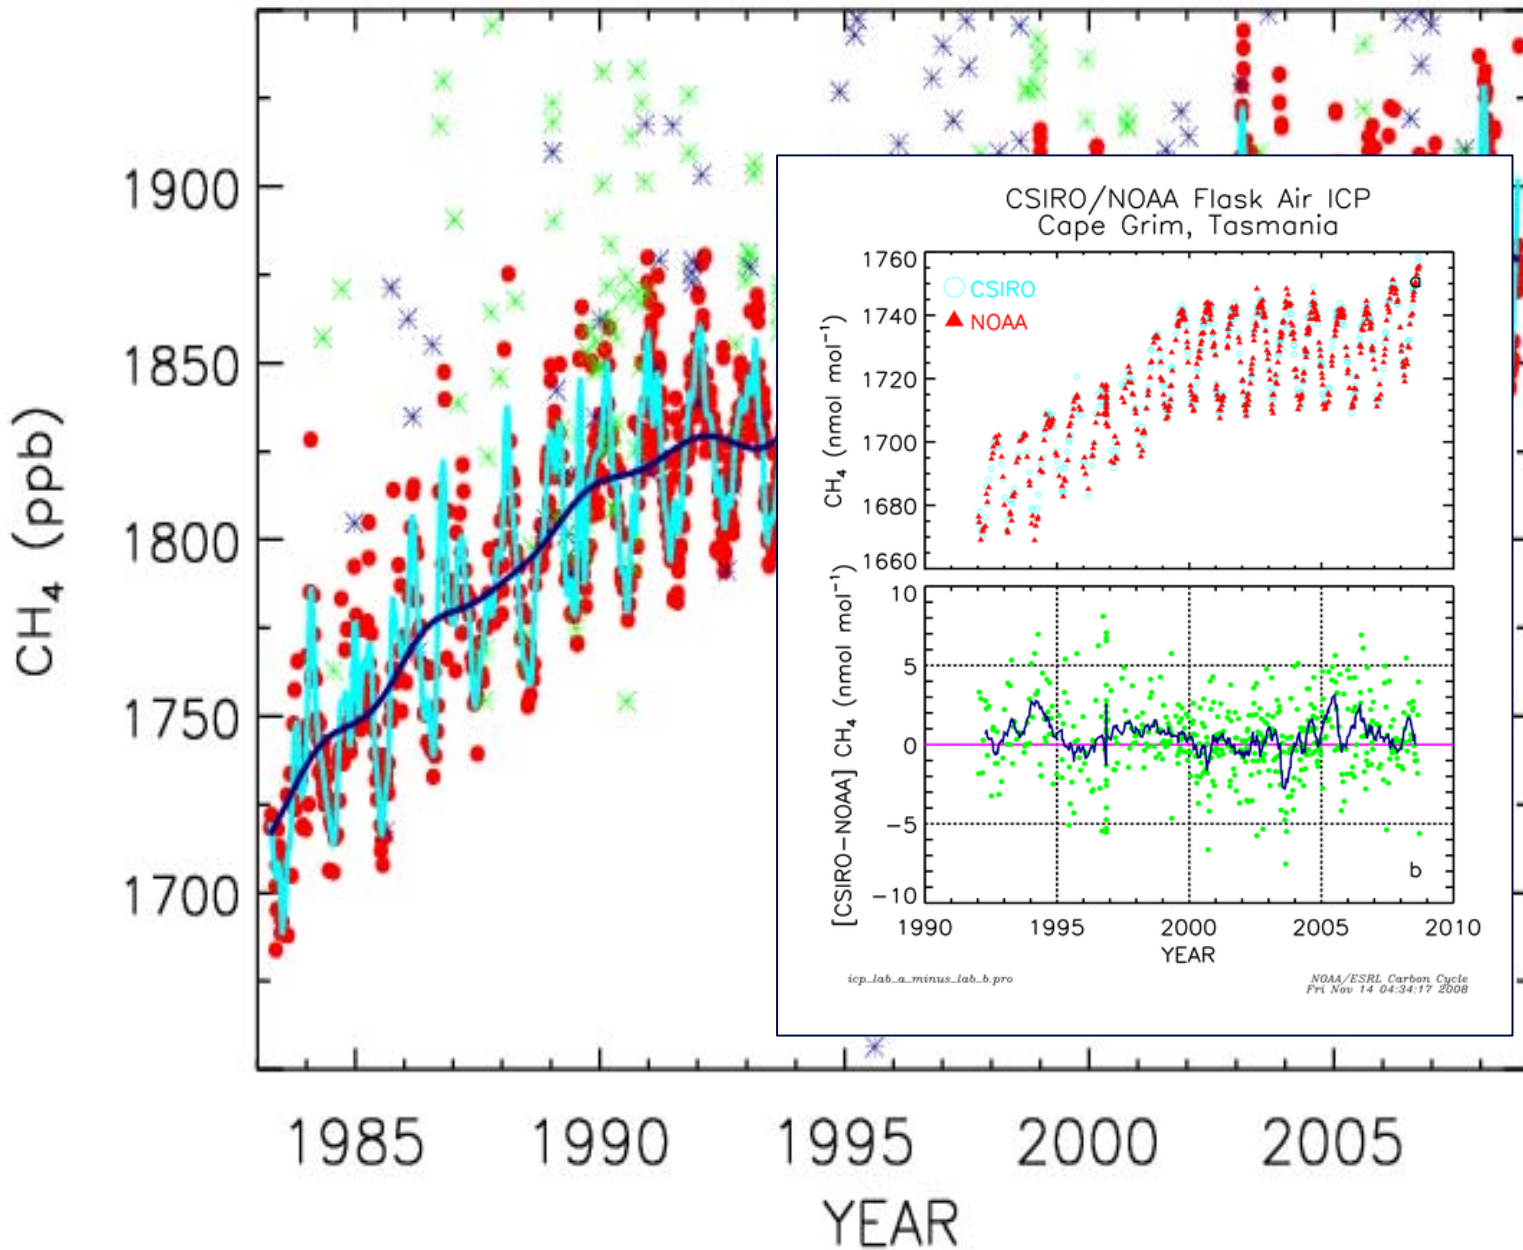 1900
1850
1800
1750
1700
CH₄ (ppb)
1985
1990
1995
2000
2005
YEAR
CSIRO/NOAA Flask Air ICP
Cape Grim, Tasmania
1760
1740
1720
1700
1680
1660
CH₄ (nmol mol⁻¹)
CSIRO
NOAA
a
10
5
0
−5
−10
[CSIRO−NOAA] CH₄ (nmol mol⁻¹)
b
1990
1995
2000
2005
2010
YEAR
icp_lab_a_minus_lab_b.pro
NOAA/ESRL Carbon Cycle
Fri Nov 14 04:34:17 2008